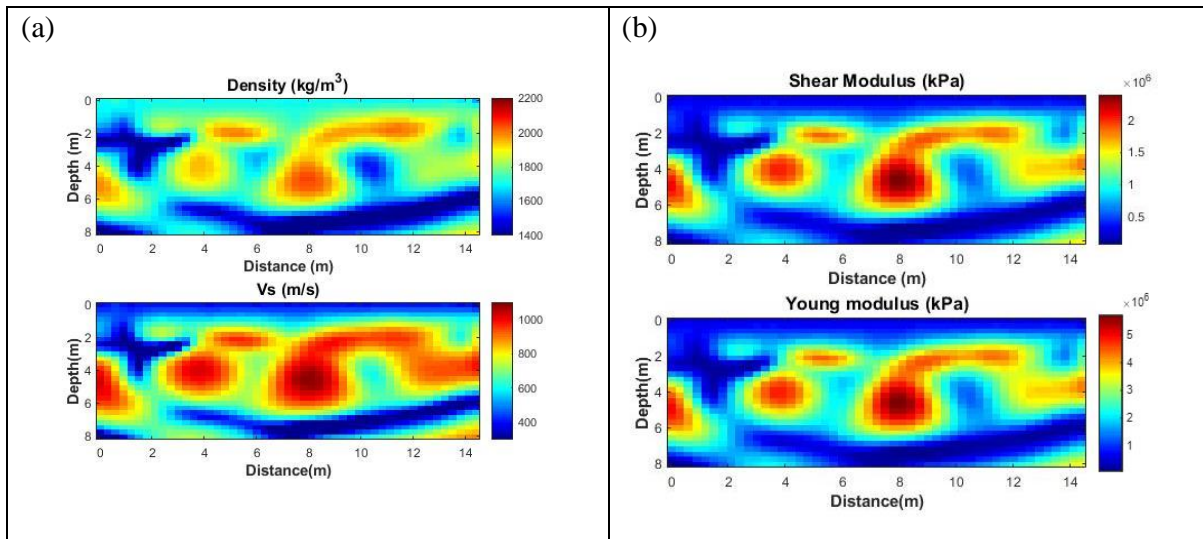 (a)
Density (kg/m³)
0
2
4
6
8
Depth (m)
0 2 4 6 8 10 12 14
Distance (m)
2200
2000
1800
1600
1400
Vs (m/s)
0
2
4
6
8
Depth(m)
0 2 4 6 8 10 12 14
Distance(m)
1000
800
600
400
(b)
Shear Modulus (kPa)
×10⁶
0
2
4
6
8
Depth (m)
0 2 4 6 8 10 12 14
Distance (m)
2
1.5
1
0.5
Young modulus (kPa)
×10⁶
0
2
4
6
8
Depth (m)
0 2 4 6 8 10 12 14
Distance(m)
5
4
3
2
1